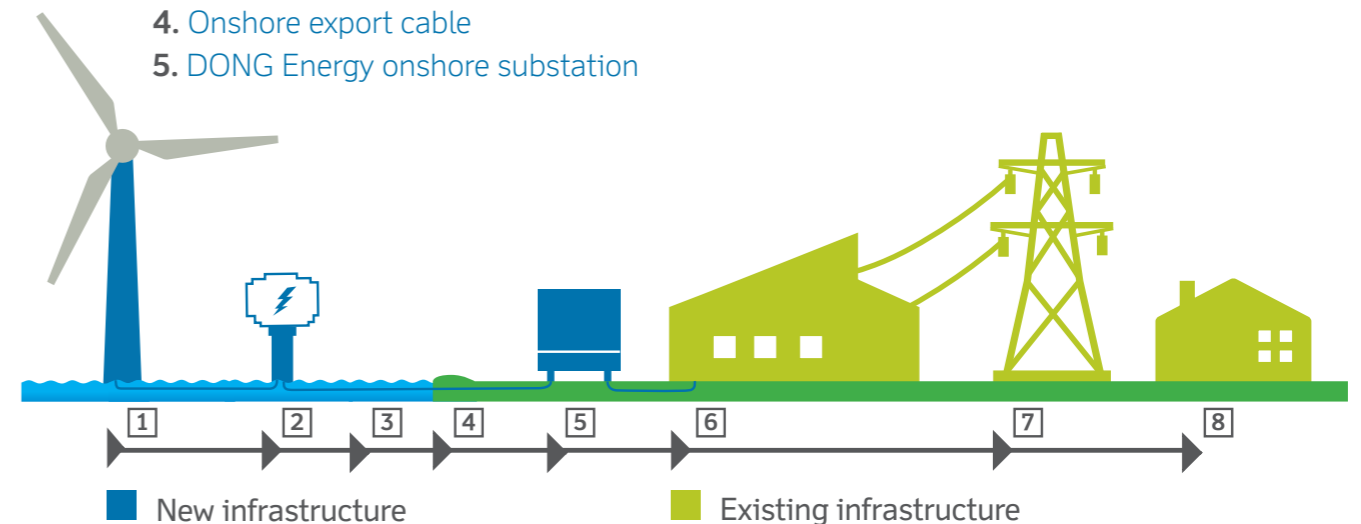 4. Onshore export cable
5. DONG Energy onshore substation
1 2 3 4 5 6 7 8
New infrastructure
Existing infrastructure